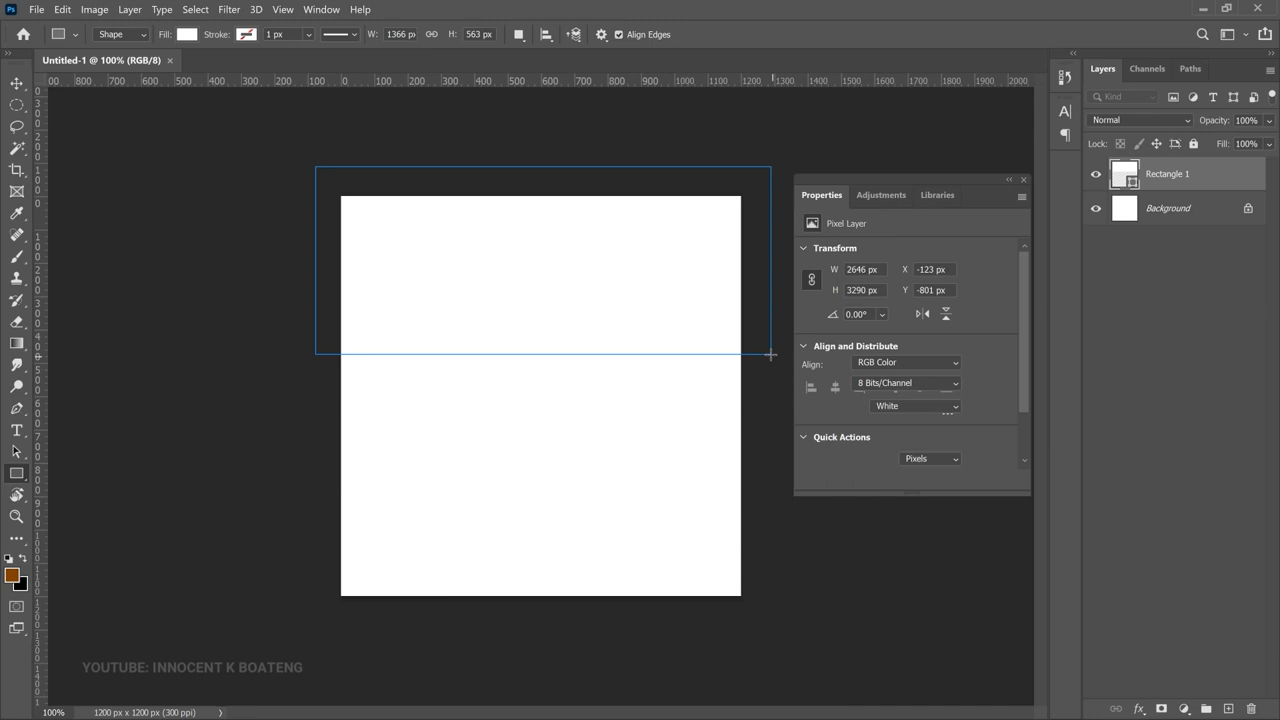 Ps File Edit Image Layer Type Select Filter 3D View Window Help
Shape Fill: Stroke: 1 px W: 1366 px H: 563 px Align Edges
Untitled-1 @ 100% (RGB/8) ×
00 800 700 600 500 400 300 200 100 0 100 200 300 400 500 600 700 800 900 1000 1100 1200 1300 1400 1500 1600 1700 1800 1900 2000
Layers Channels Paths
Kind
Normal Opacity: 100%
Lock: Fill: 100%
Rectangle 1
Background
Properties Adjustments Libraries
Pixel Layer
Transform
W 2646 px X -123 px
H 3290 px Y -801 px
0.00°
Align and Distribute
Align: RGB Color
8 Bits/Channel
White
Quick Actions
Pixels
YOUTUBE: INNOCENT K BOATENG
100% 1200 px x 1200 px (300 ppi)